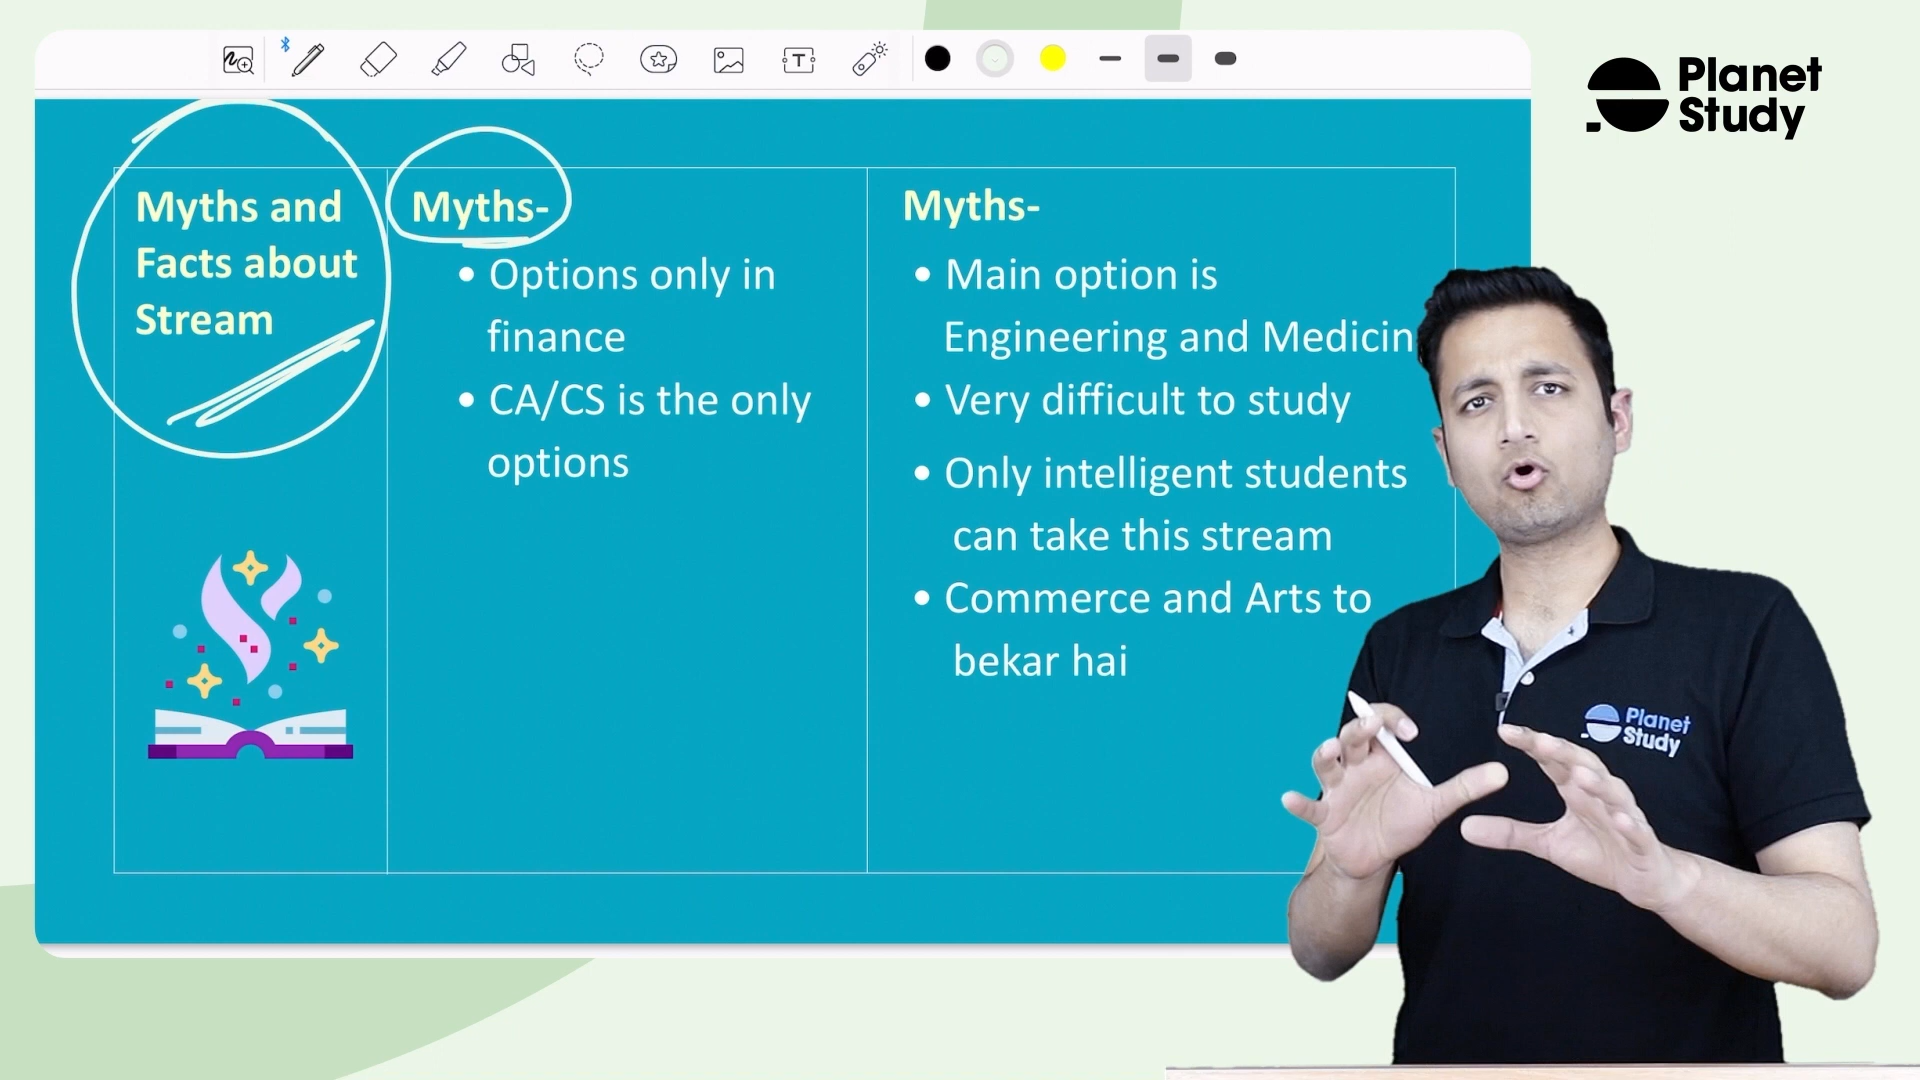 Planet
Study
T
Myths and
Facts about
Stream
Myths-
• Options only in
finance
• CA/CS is the only
options
Myths-
• Main option is
Engineering and Medicin
• Very difficult to study
• Only intelligent students
can take this stream
• Commerce and Arts to
bekar hai
Planet
Study